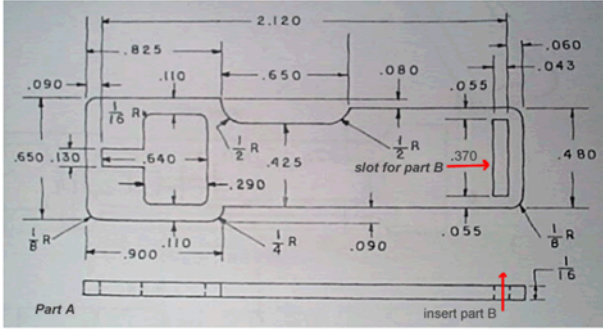 2.120
.825
.060
.090
.110
.650
.080
.043
.055
1/16 R
1/2 R
1/2 R
.650
.130
.640
.425
.370
.480
slot for part B
.290
1/8 R
.110
1/4 R
.055
1/8 R
.900
.090
1/16
Part A
insert part B